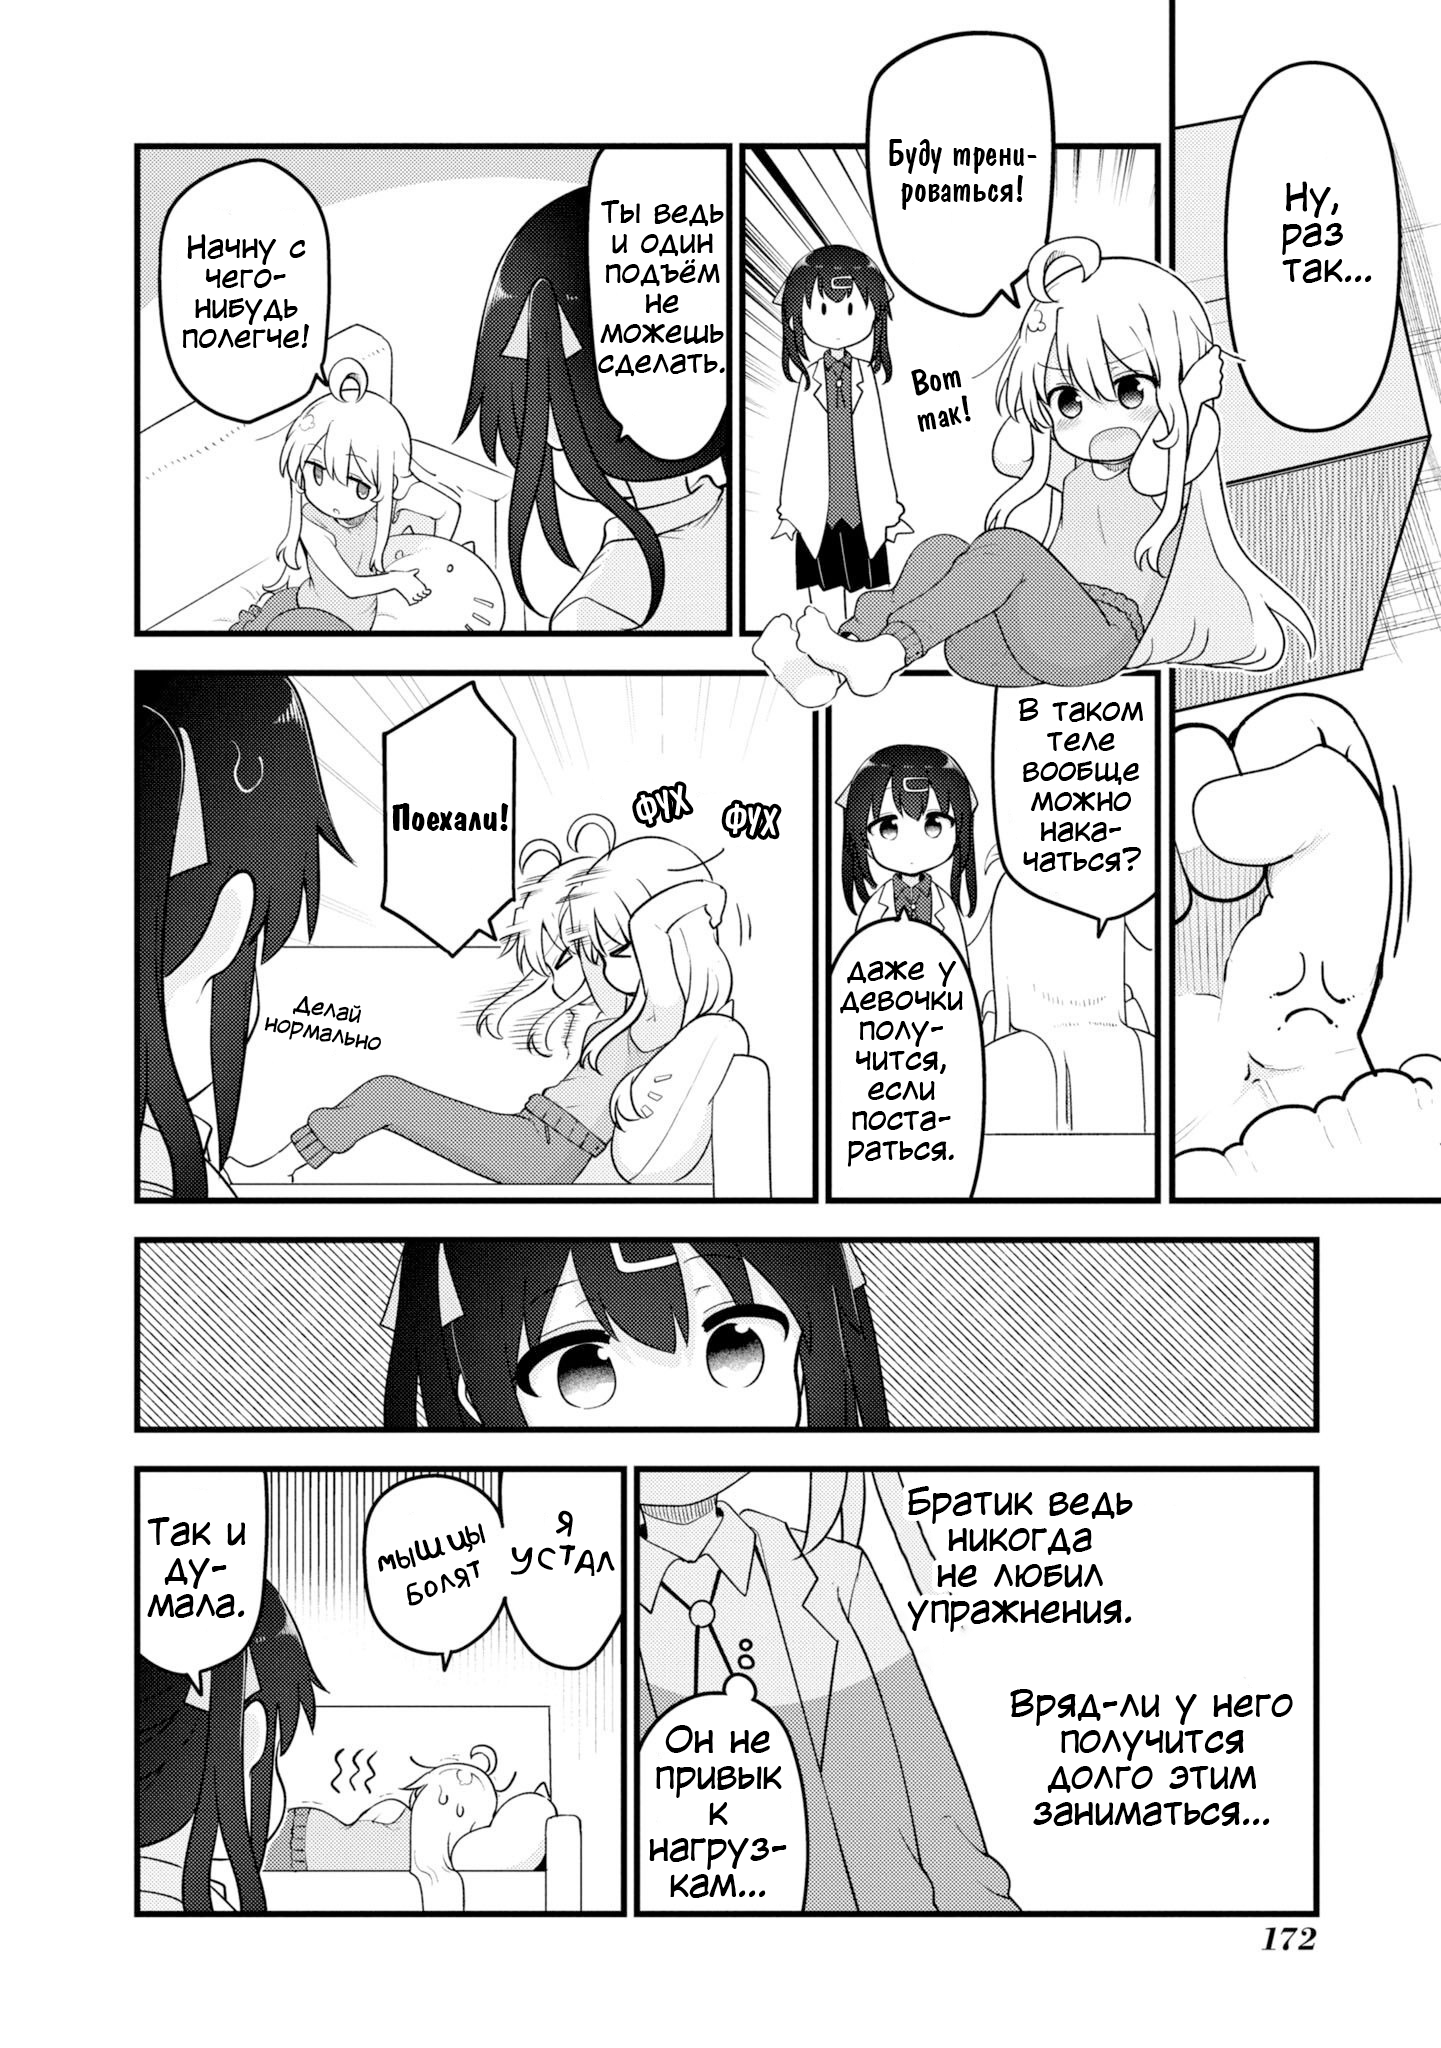 Ну,
раз
так...
Буду трени-
роваться!
Вот
так!
Ты ведь
и один
подъём
не
можешь
сделать.
Начну с
чего-
нибудь
полегче!
В таком
теле
вообще
можно
нака-
чаться?
даже у
девочки
полу-
чится,
если
поста-
раться.
Поехали!
ФУХ
ФУХ
Делай
нормально
Братик ведь
никогда
не любил
упражнения.
Вряд-ли у него
получится
долго этим
заниматься...
Он не
привык
к
нагруз-
кам...
Я
УСТАЛ
МЫШЦЫ
БОЛЯТ
Так и
ду-
мала.
172